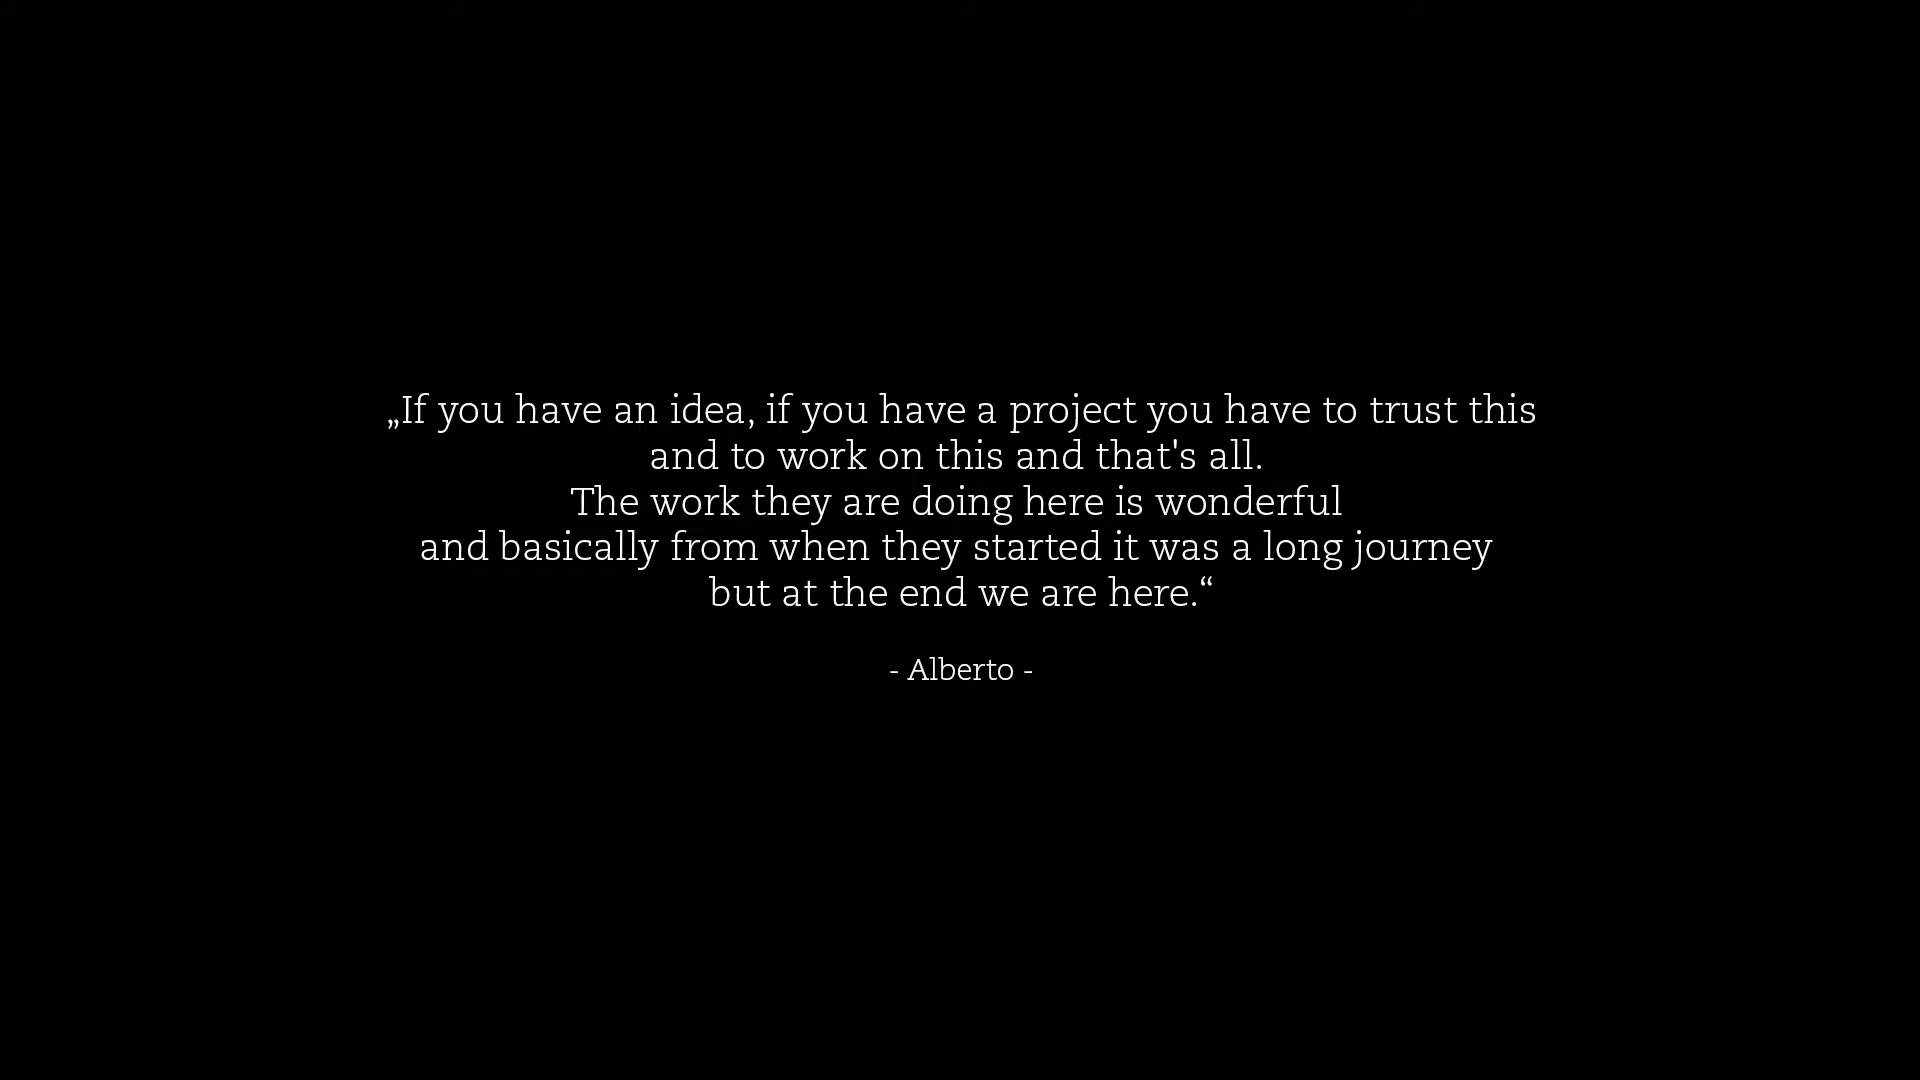 „If you have an idea, if you have a project you have to trust this
and to work on this and that's all.
The work they are doing here is wonderful
and basically from when they started it was a long journey
but at the end we are here.“
- Alberto -